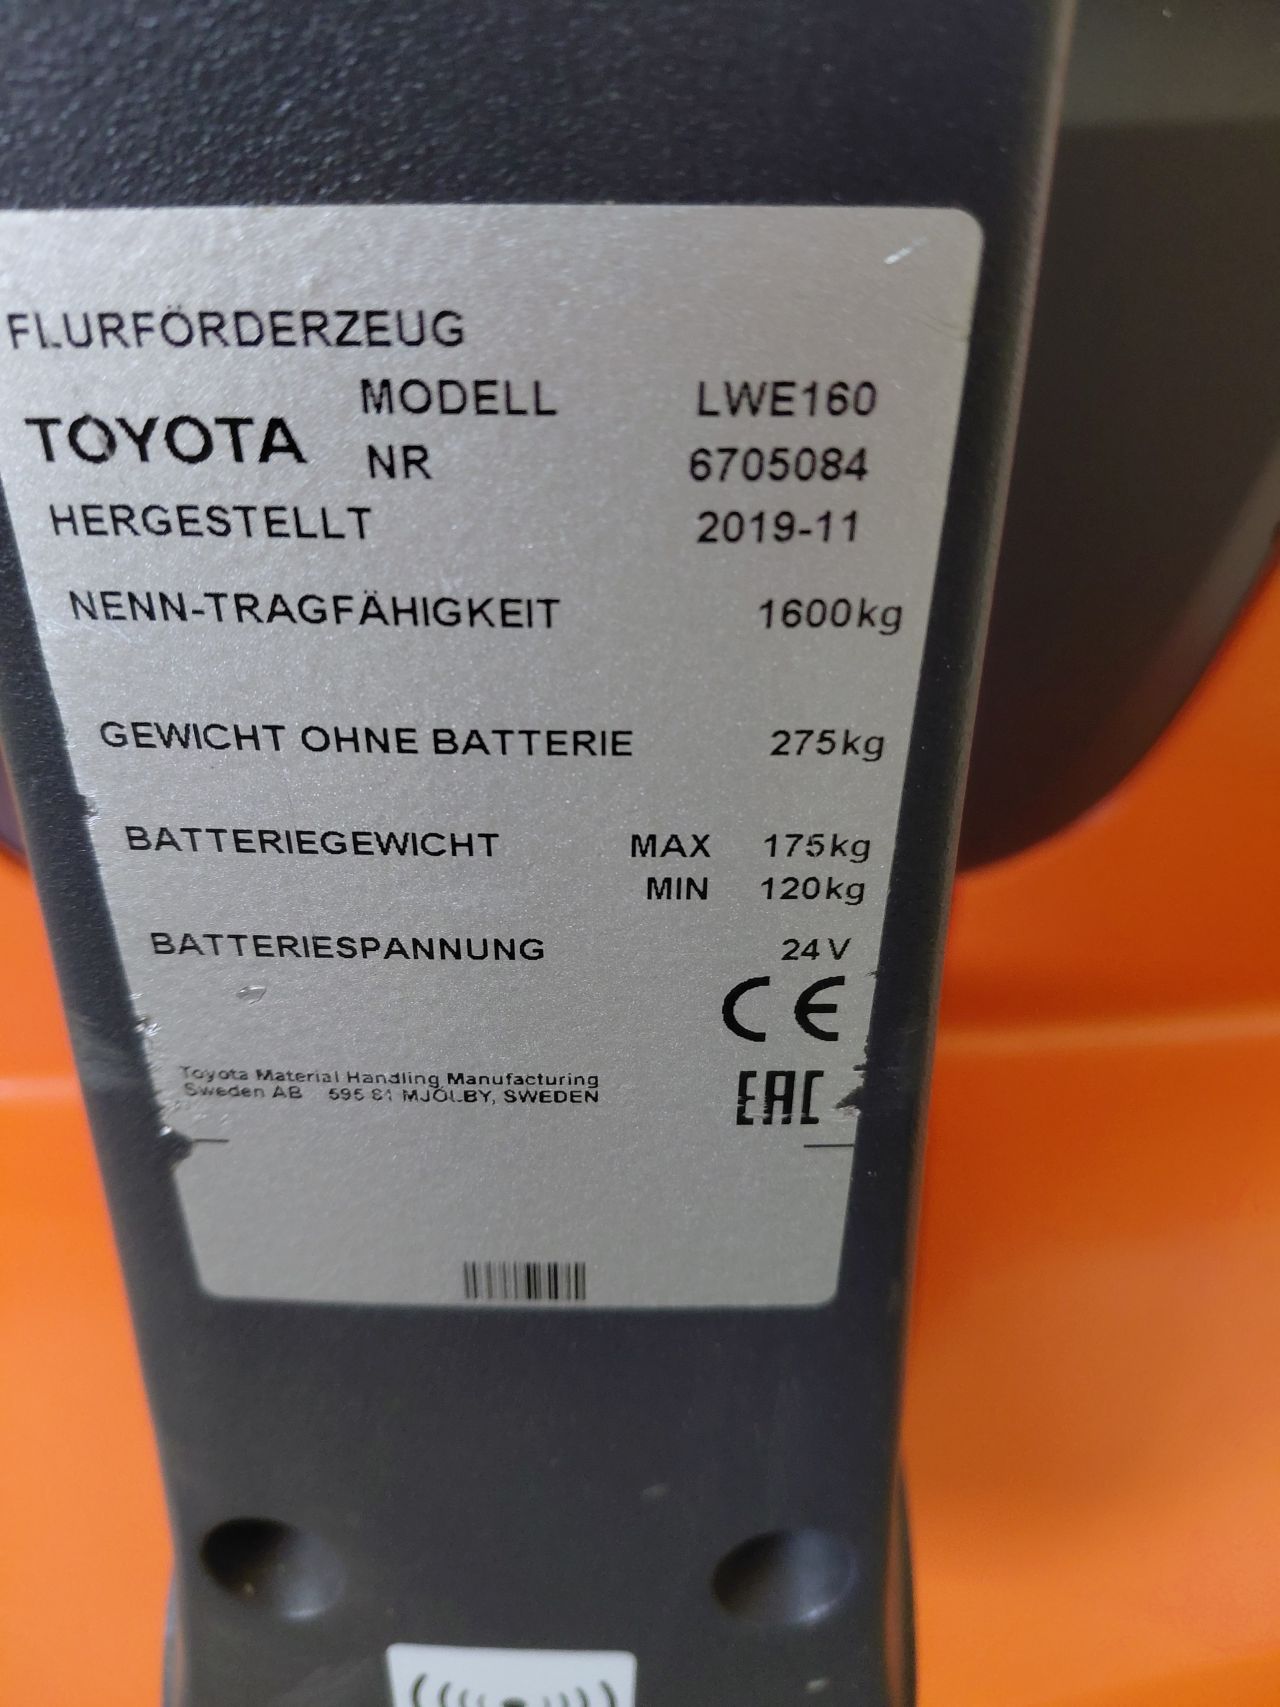 FLURFÖRDERZEUG
MODELL LWE160
TOYOTA
NR 6705084
HERGESTELLT 2019-11
NENN-TRAGFÄHIGKEIT 1600kg
GEWICHT OHNE BATTERIE 275kg
BATTERIEGEWICHT MAX 175kg
MIN 120kg
BATTERIESPANNUNG 24V
CE
Toyota Material Handling Manufacturing
Sweden AB 595 81 MJÖLBY, SWEDEN
EAC